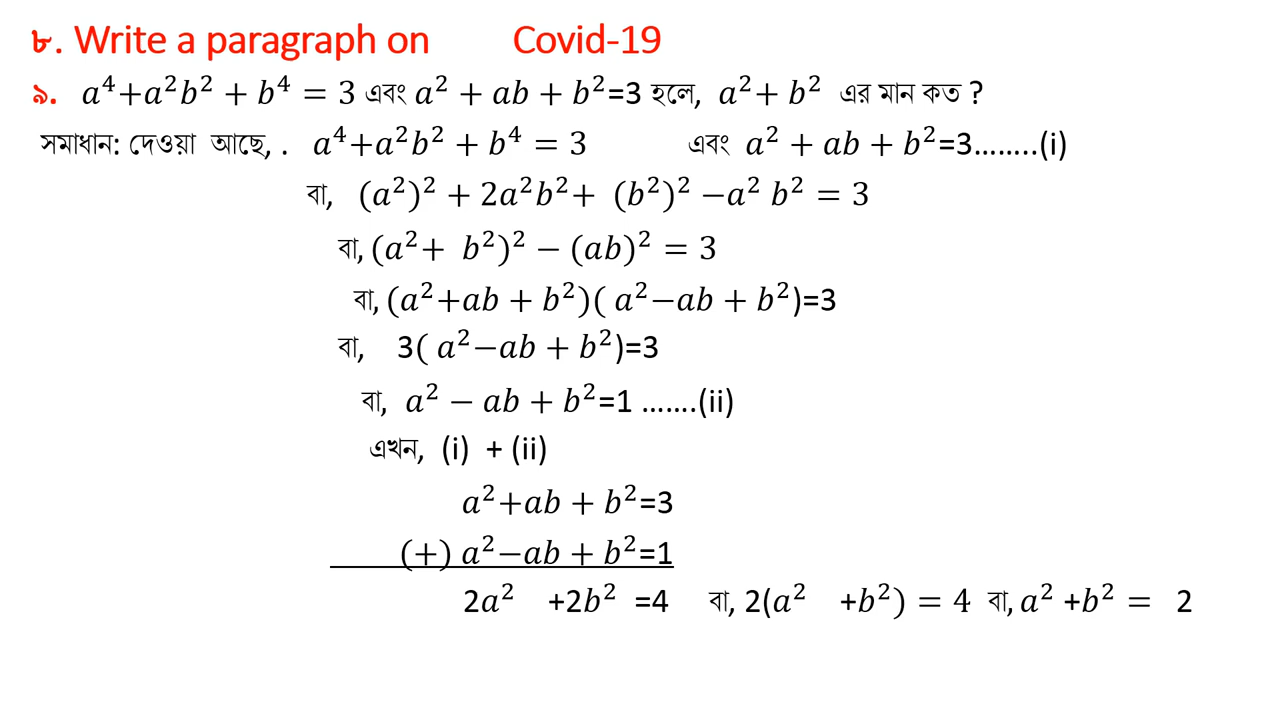 ৮. Write a paragraph on Covid-19
৯. a⁴+a²b² + b⁴ = 3 এবং a² + ab + b²=3 হলে, a²+ b² এর মান কত ?
সমাধান: দেওয়া আছে, . a⁴+a²b² + b⁴ = 3 এবং a² + ab + b²=3……..(i)
বা, (a²)² + 2a²b²+ (b²)² −a² b² = 3
বা, (a²+ b²)² − (ab)² = 3
বা, (a²+ab + b²)( a²−ab + b²)=3
বা, 3( a²−ab + b²)=3
বা, a² − ab + b²=1 …….(ii)
এখন, (i) + (ii)
a²+ab + b²=3
(+) a²−ab + b²=1
2a² +2b² =4 বা, 2(a² +b²) = 4 বা, a² +b² = 2